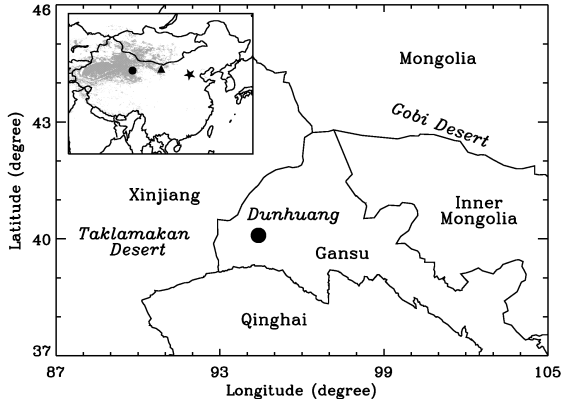 46
Mongolia
Gobi Desert
43
Latitude (degree)
Xinjiang
Dunhuang
Inner
Mongolia
Taklamakan
Desert
40
Gansu
Qinghai
37
87
93
99
105
Longitude (degree)